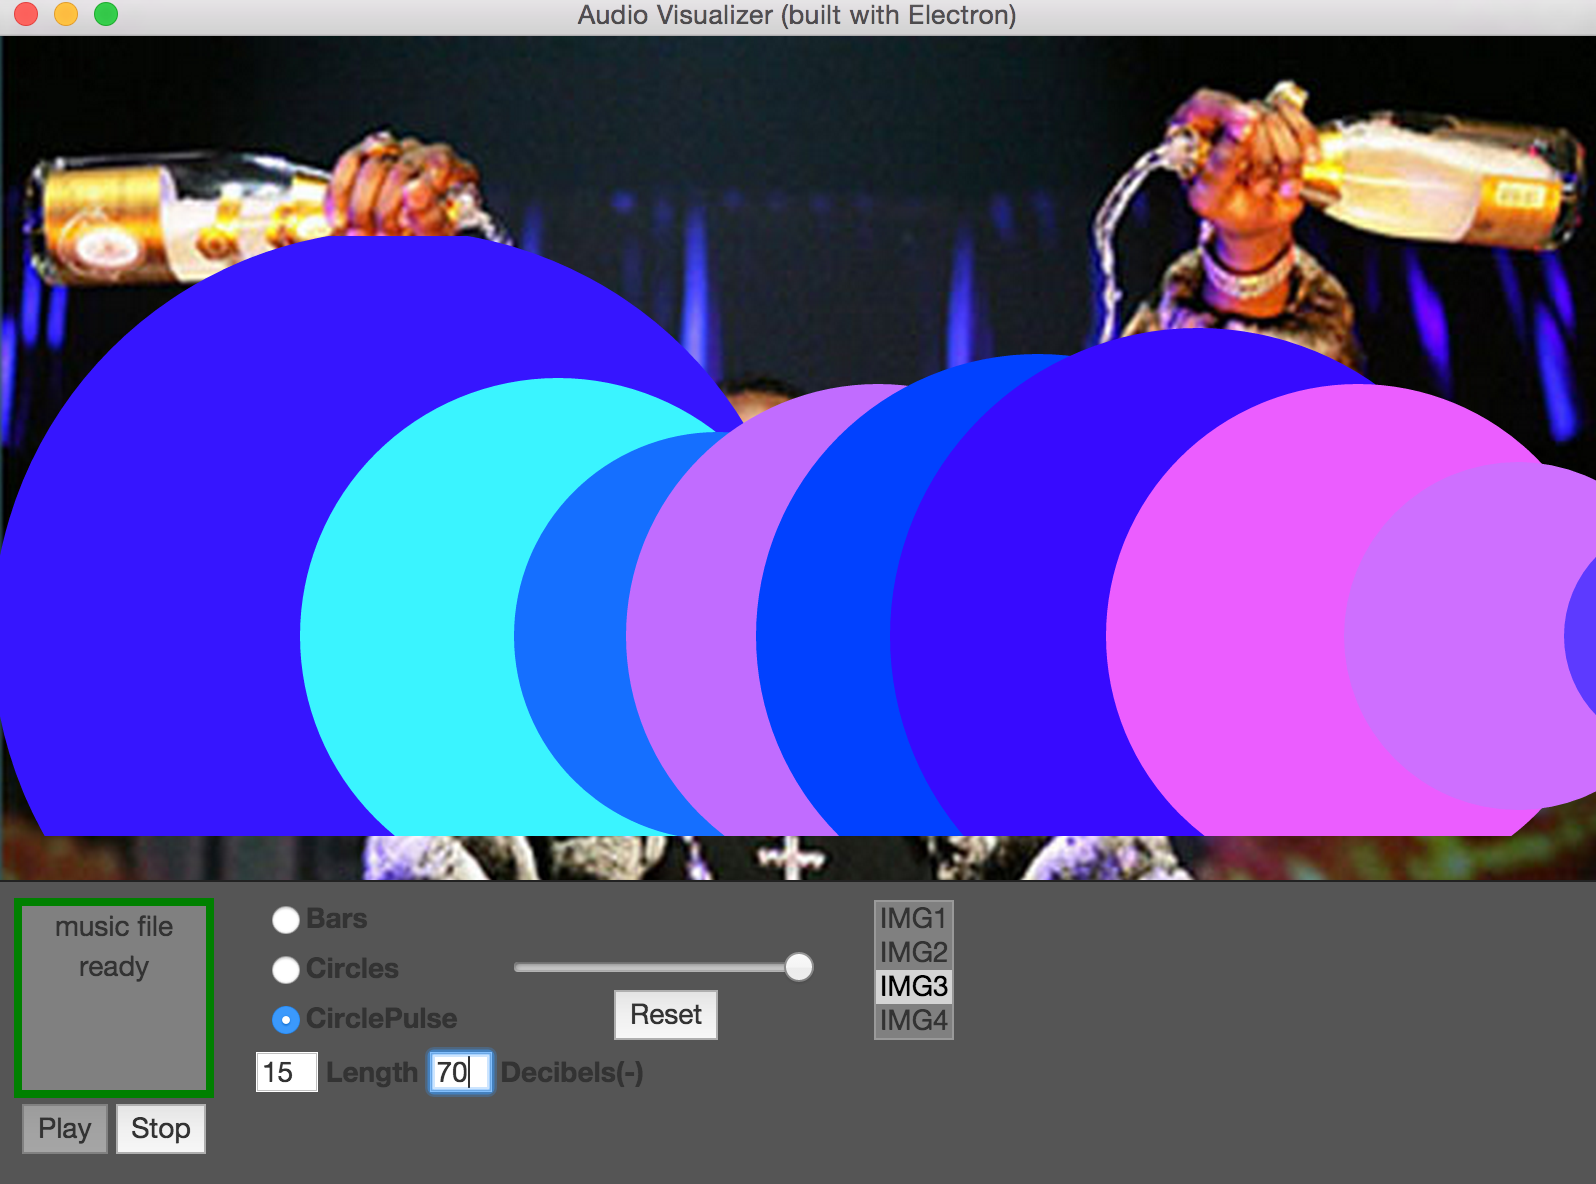 Audio Visualizer (built with Electron)
music file
ready
Play
Stop
Bars
Circles
CirclePulse
15 Length 70 Decibels(-)
Reset
IMG1
IMG2
IMG3
IMG4